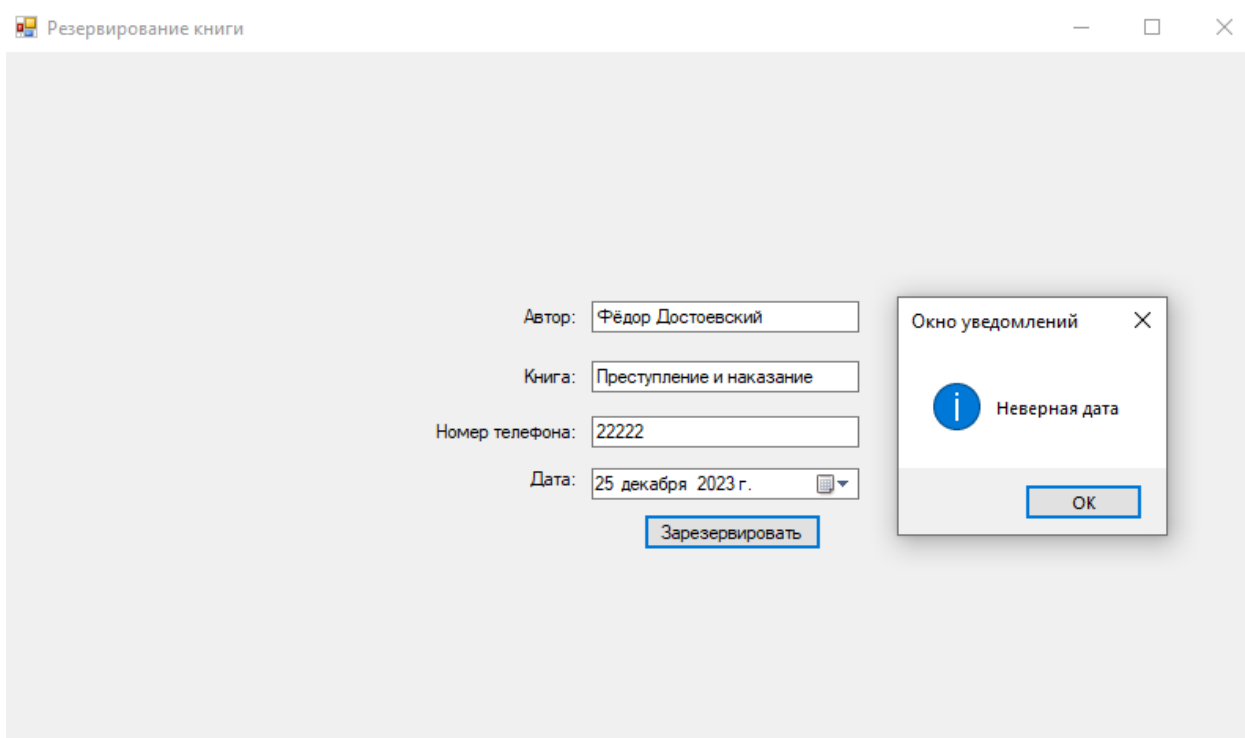 Резервирование книги
Автор: Фёдор Достоевский
Окно уведомлений
Книга: Преступление и наказание
Неверная дата
Номер телефона: 22222
Дата: 25 декабря 2023 г.
ОК
Зарезервировать